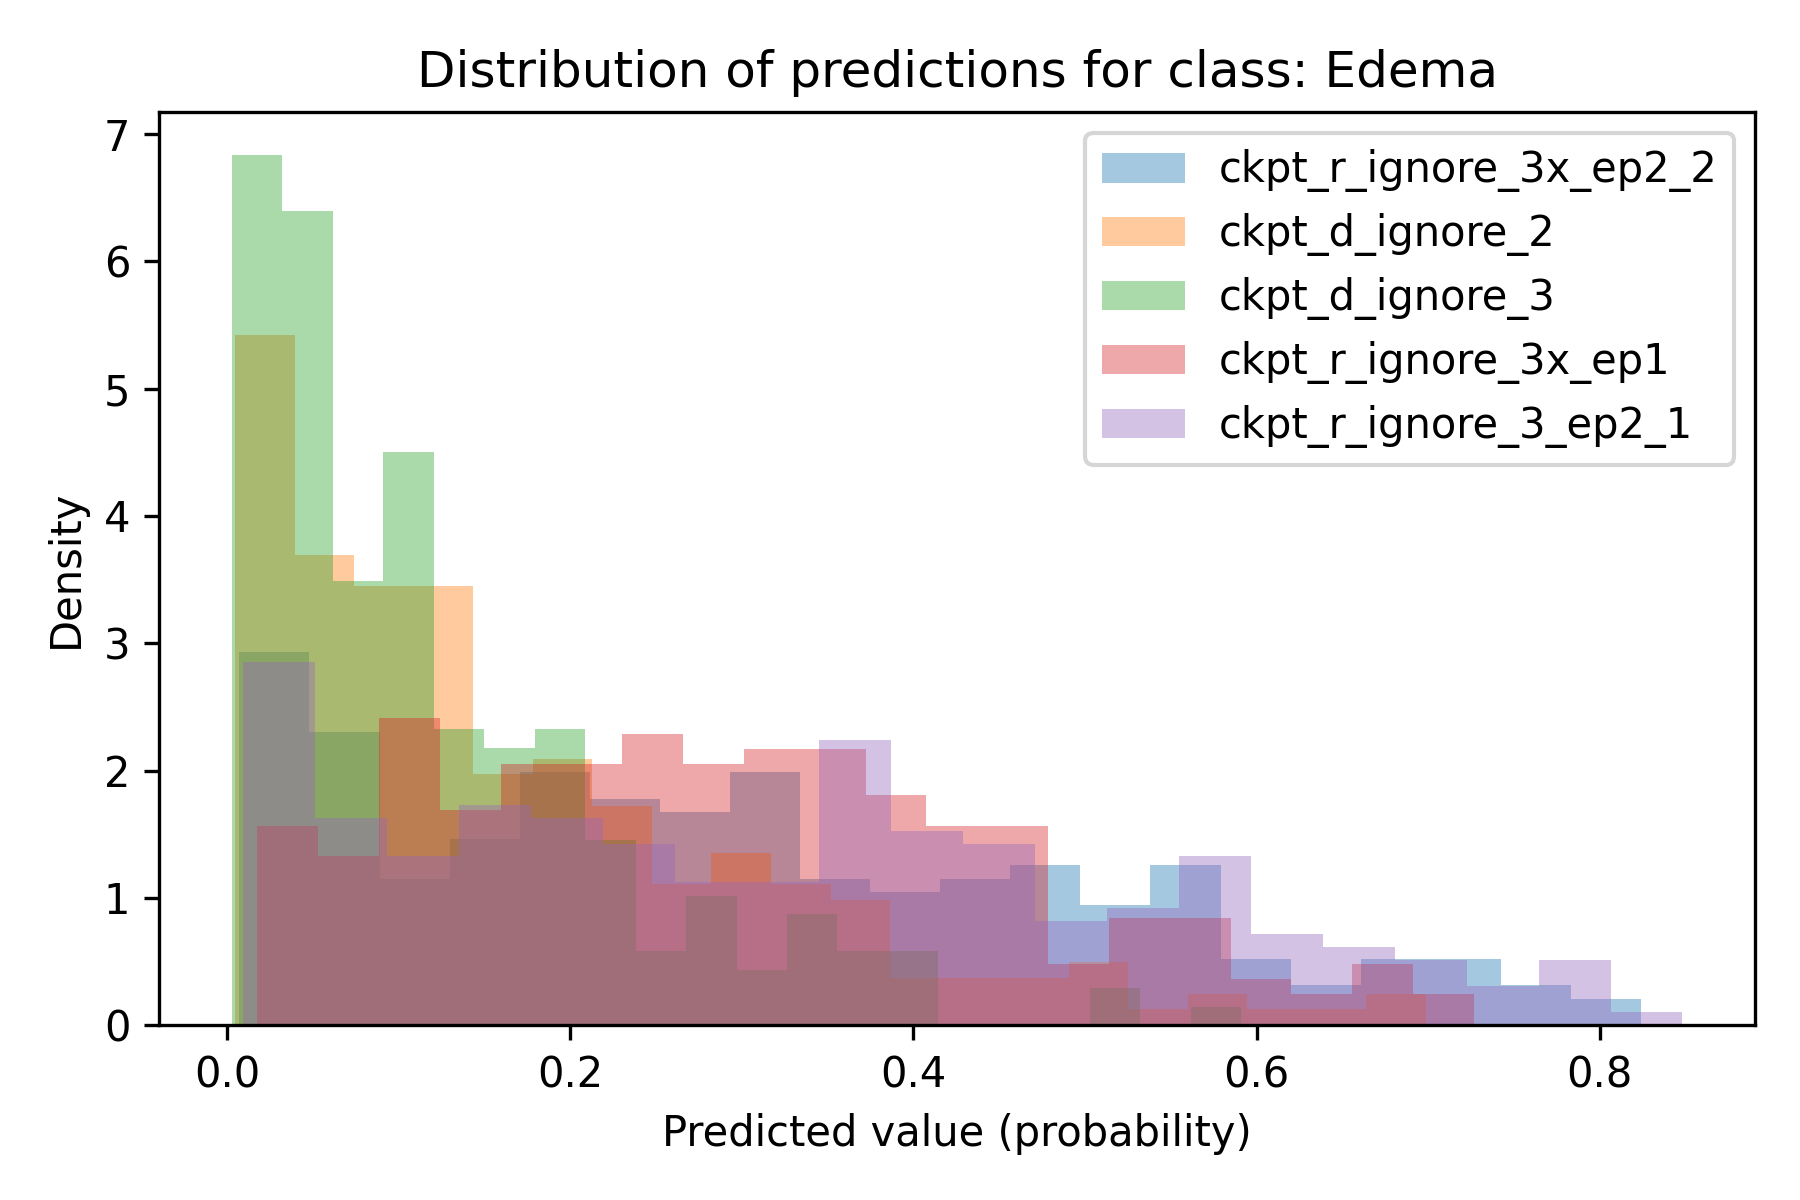 Distribution of predictions for class: Edema
ckpt_r_ignore_3x_ep2_2
ckpt_d_ignore_2
ckpt_d_ignore_3
ckpt_r_ignore_3x_ep1
ckpt_r_ignore_3_ep2_1
Density
7
6
5
4
3
2
1
0
0.0 0.2 0.4 0.6 0.8
Predicted value (probability)